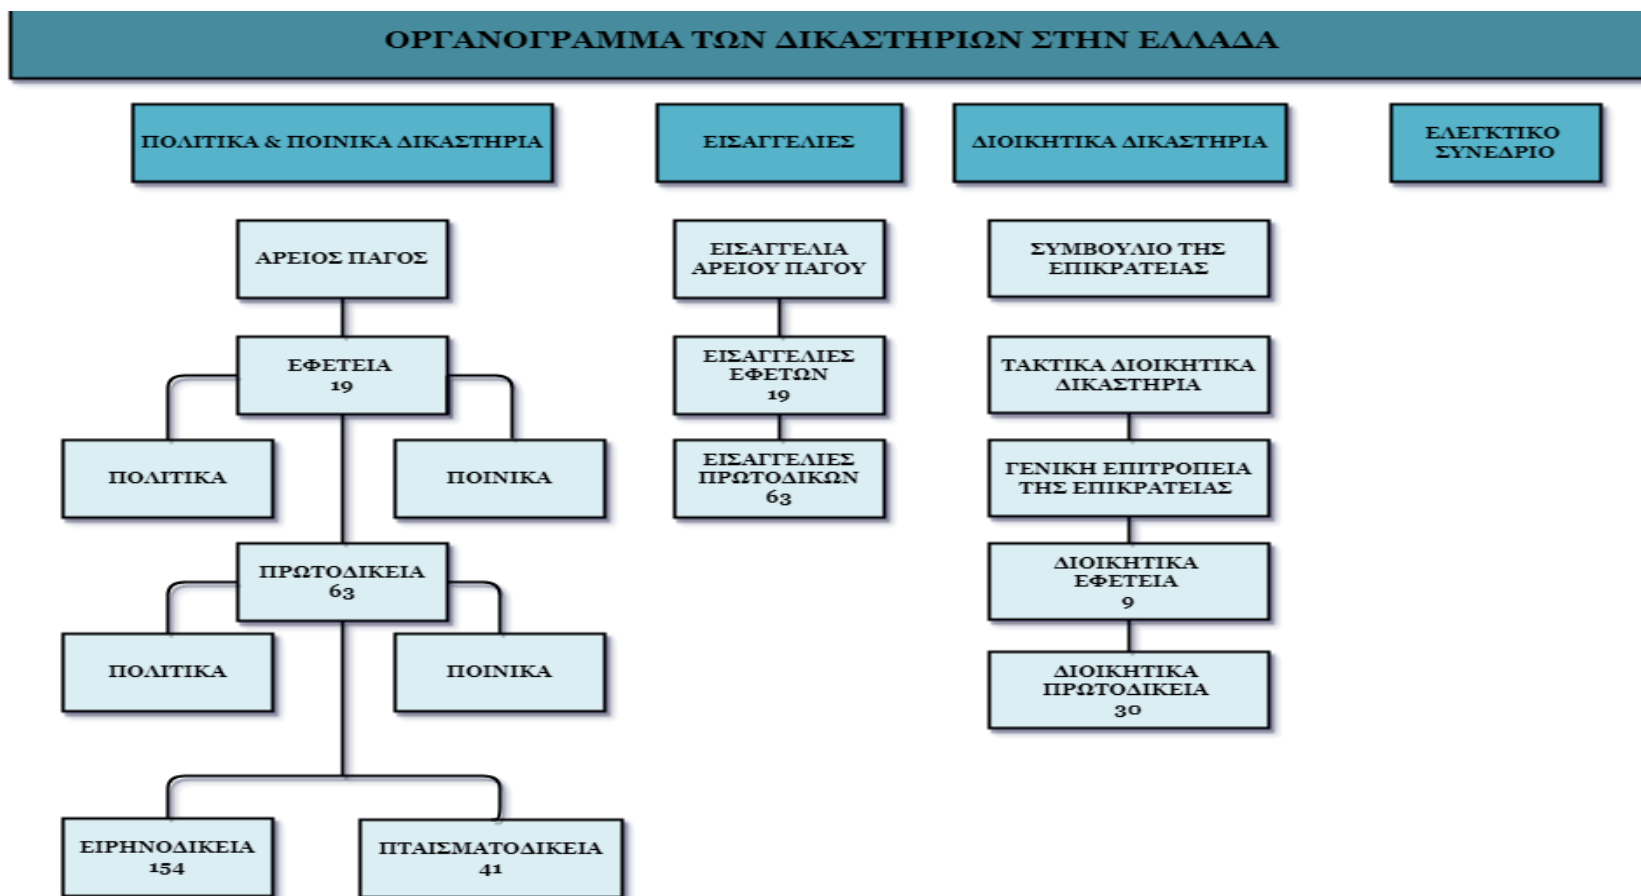 ΟΡΓΑΝΟΓΡΑΜΜΑ ΤΩΝ ΔΙΚΑΣΤΗΡΙΩΝ ΣΤΗΝ ΕΛΛΑΔΑ
ΠΟΛΙΤΙΚΑ & ΠΟΙΝΙΚΑ ΔΙΚΑΣΤΗΡΙΑ
ΑΡΕΙΟΣ ΠΑΓΟΣ
ΕΦΕΤΕΙΑ
19
ΠΟΛΙΤΙΚΑ
ΠΟΙΝΙΚΑ
ΠΡΩΤΟΔΙΚΕΙΑ
63
ΠΟΛΙΤΙΚΑ
ΠΟΙΝΙΚΑ
ΕΙΡΗΝΟΔΙΚΕΙΑ
154
ΠΤΑΙΣΜΑΤΟΔΙΚΕΙΑ
41
ΕΙΣΑΓΓΕΛΙΕΣ
ΕΙΣΑΓΓΕΛΙΑ
ΑΡΕΙΟΥ ΠΑΓΟΥ
ΕΙΣΑΓΓΕΛΙΕΣ
ΕΦΕΤΩΝ
19
ΕΙΣΑΓΓΕΛΙΕΣ
ΠΡΩΤΟΔΙΚΩΝ
63
ΔΙΟΙΚΗΤΙΚΑ ΔΙΚΑΣΤΗΡΙΑ
ΣΥΜΒΟΥΛΙΟ ΤΗΣ
ΕΠΙΚΡΑΤΕΙΑΣ
ΤΑΚΤΙΚΑ ΔΙΟΙΚΗΤΙΚΑ
ΔΙΚΑΣΤΗΡΙΑ
ΓΕΝΙΚΗ ΕΠΙΤΡΟΠΕΙΑ
ΤΗΣ ΕΠΙΚΡΑΤΕΙΑΣ
ΔΙΟΙΚΗΤΙΚΑ
ΕΦΕΤΕΙΑ
9
ΔΙΟΙΚΗΤΙΚΑ
ΠΡΩΤΟΔΙΚΕΙΑ
30
ΕΛΕΓΚΤΙΚΟ
ΣΥΝΕΔΡΙΟ